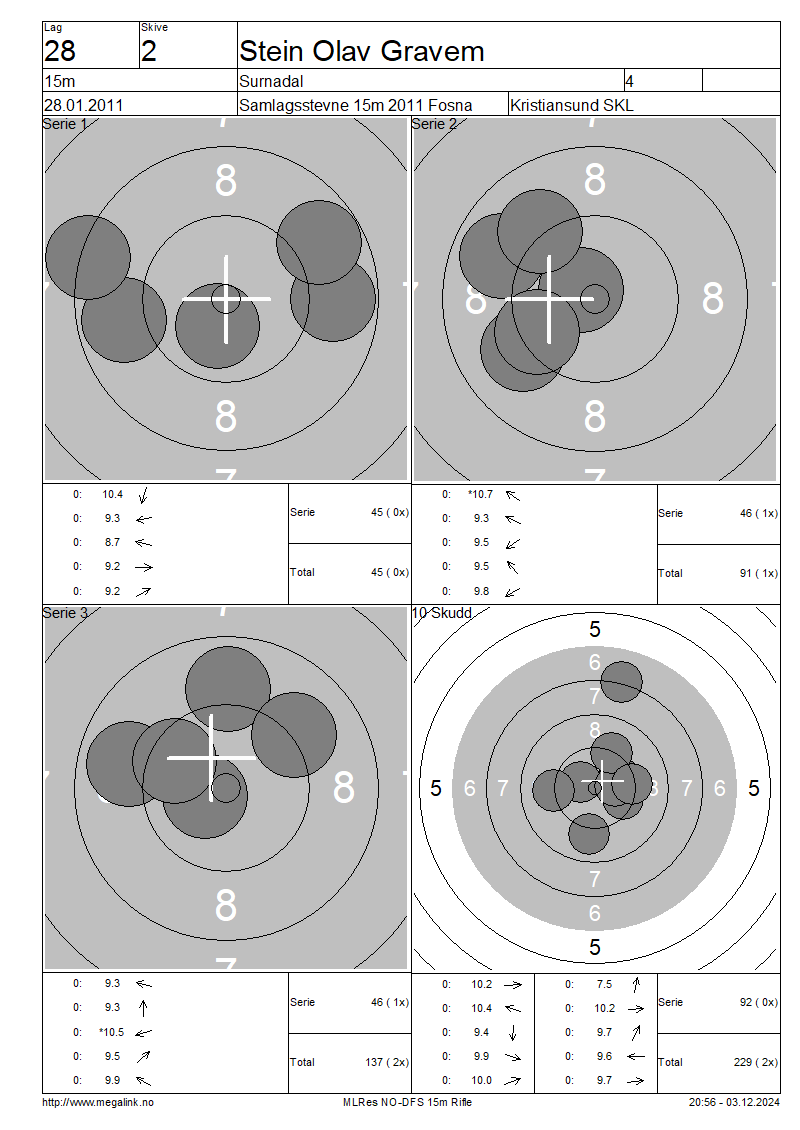 Lag Skive
28 2 Stein Olav Gravem
15m Surnadal 4
28.01.2011 Samlagsstevne 15m 2011 Fosna Kristiansund SKL
Serie 1 Serie 2
7 7
8 8
7 7 8 8 7
8 8
7 7
0: 10.4 0: *10.7
0: 9.3 Serie 45 ( 0x) 0: 9.3 Serie 46 ( 1x)
0: 8.7 0: 9.5
0: 9.2 Total 45 ( 0x) 0: 9.5 Total 91 ( 1x)
0: 9.2 0: 9.8
Serie 3 10 Skudd
7 5
6
7
8
7 8 7 5 6 7 8 7 6 5
8 7
6
7 5
0: 9.3 0: 10.2 0: 7.5
0: 9.3 Serie 46 ( 1x) 0: 10.4 0: 10.2 Serie 92 ( 0x)
0: *10.5 0: 9.4 0: 9.7
0: 9.5 Total 137 ( 2x) 0: 9.9 0: 9.6 Total 229 ( 2x)
0: 9.9 0: 10.0 0: 9.7
http://www.megalink.no MLRes NO-DFS 15m Rifle 20:56 - 03.12.2024